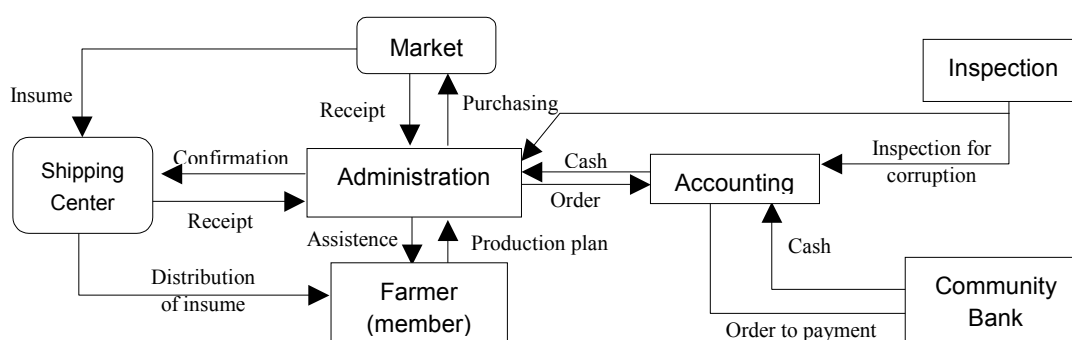 Market
Inspection
Insume
Receipt
Purchasing
Shipping
Center
Confirmation
Administration
Cash
Order
Accounting
Inspection for
corruption
Receipt
Assistence
Production plan
Cash
Distribution
of insume
Farmer
(member)
Community
Bank
Order to payment